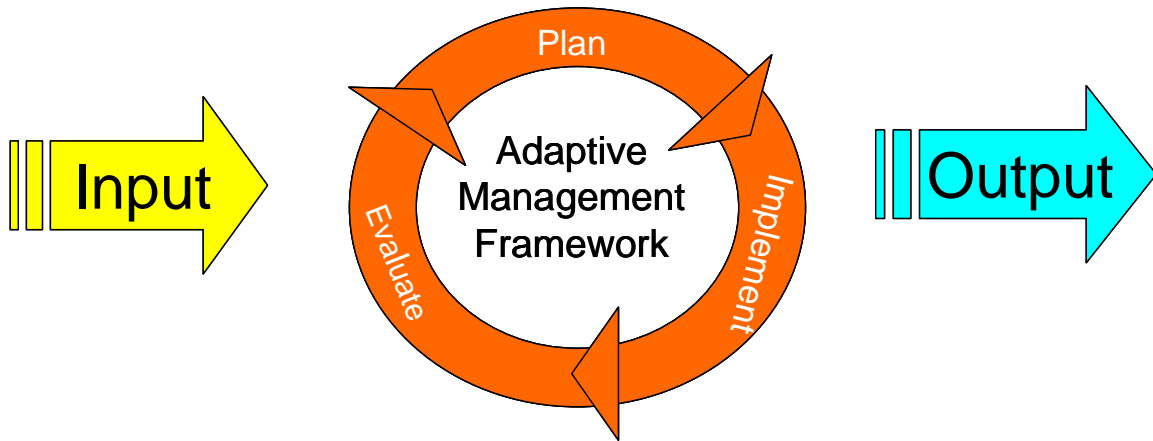 Plan
Input
Adaptive
Management
Framework
Output
Implement
Evaluate